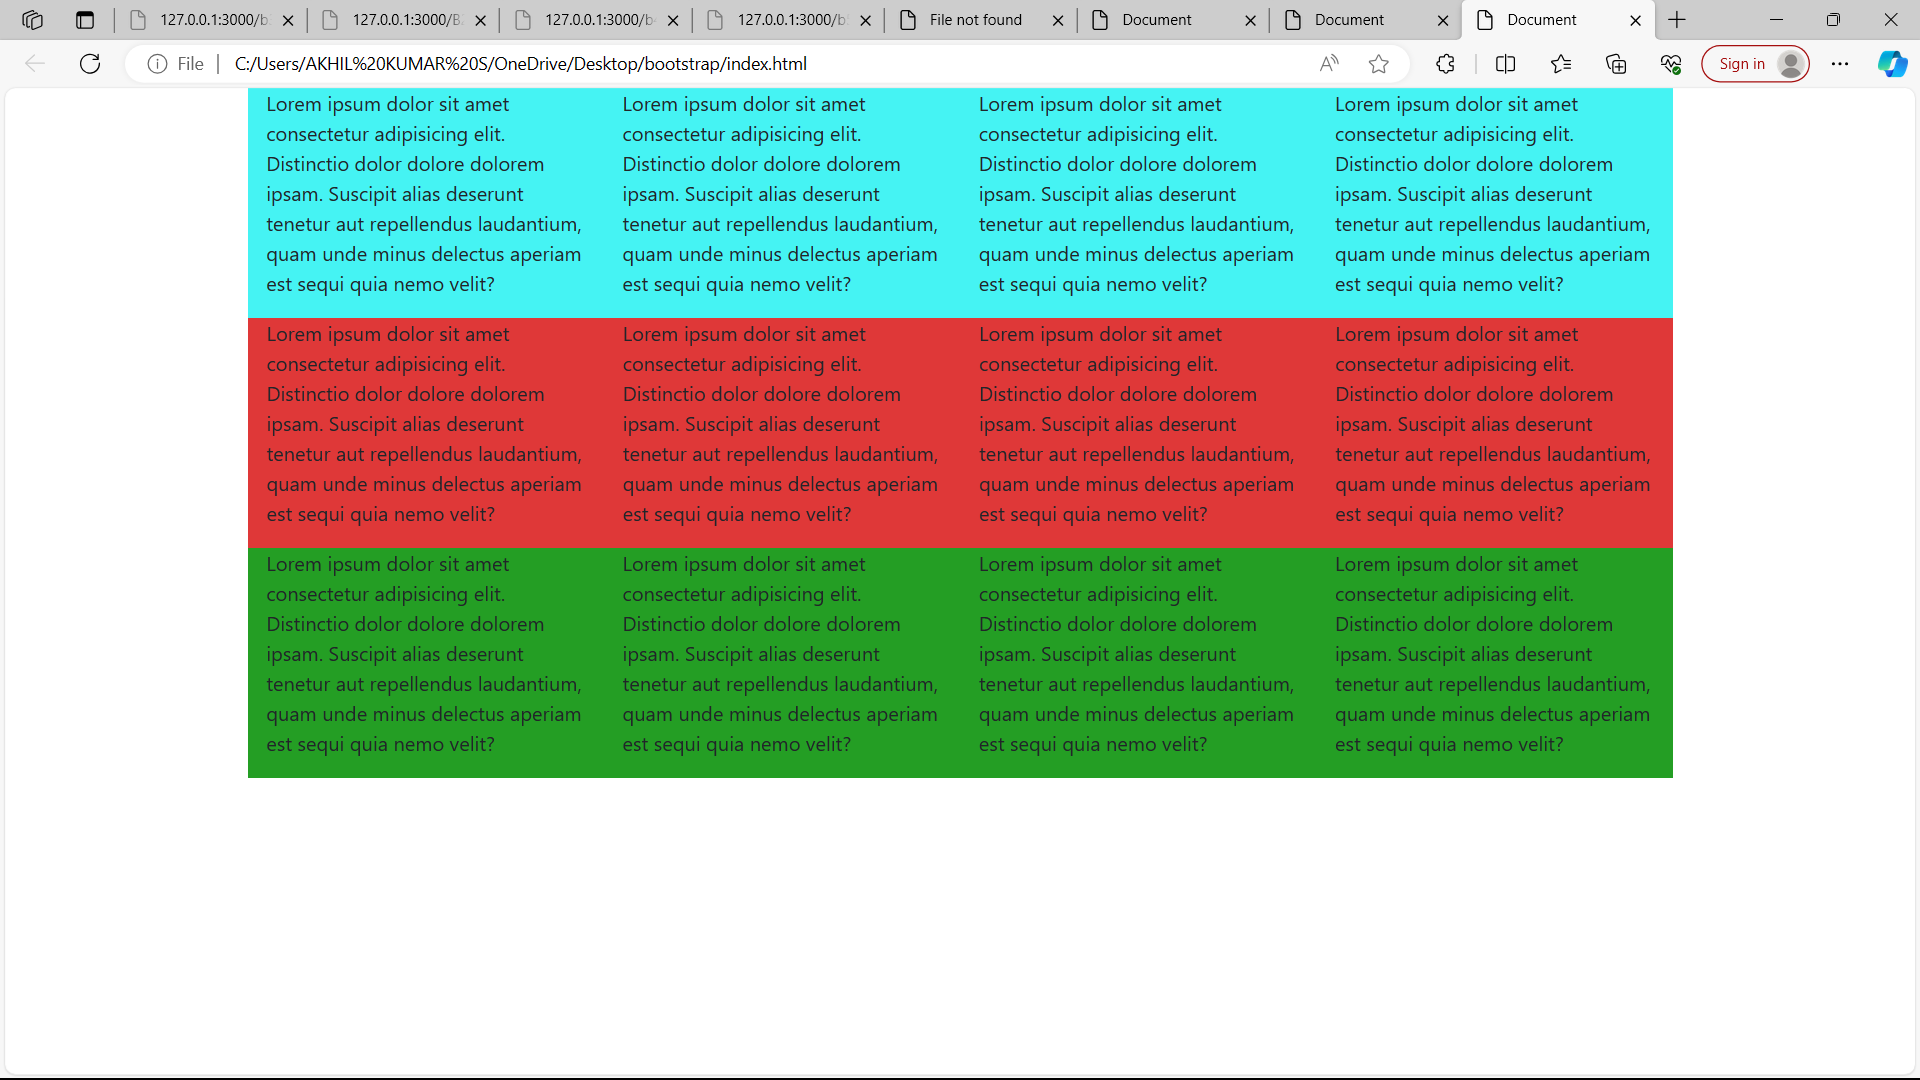 127.0.0.1:3000/b
127.0.0.1:3000/B
127.0.0.1:3000/b
127.0.0.1:3000/b
File not found
Document
Document
Document
File
C:/Users/AKHIL%20KUMAR%20S/OneDrive/Desktop/bootstrap/index.html
Sign in
Lorem ipsum dolor sit amet
consectetur adipisicing elit.
Distinctio dolor dolore dolorem
ipsam. Suscipit alias deserunt
tenetur aut repellendus laudantium,
quam unde minus delectus aperiam
est sequi quia nemo velit?
Lorem ipsum dolor sit amet
consectetur adipisicing elit.
Distinctio dolor dolore dolorem
ipsam. Suscipit alias deserunt
tenetur aut repellendus laudantium,
quam unde minus delectus aperiam
est sequi quia nemo velit?
Lorem ipsum dolor sit amet
consectetur adipisicing elit.
Distinctio dolor dolore dolorem
ipsam. Suscipit alias deserunt
tenetur aut repellendus laudantium,
quam unde minus delectus aperiam
est sequi quia nemo velit?
Lorem ipsum dolor sit amet
consectetur adipisicing elit.
Distinctio dolor dolore dolorem
ipsam. Suscipit alias deserunt
tenetur aut repellendus laudantium,
quam unde minus delectus aperiam
est sequi quia nemo velit?
Lorem ipsum dolor sit amet
consectetur adipisicing elit.
Distinctio dolor dolore dolorem
ipsam. Suscipit alias deserunt
tenetur aut repellendus laudantium,
quam unde minus delectus aperiam
est sequi quia nemo velit?
Lorem ipsum dolor sit amet
consectetur adipisicing elit.
Distinctio dolor dolore dolorem
ipsam. Suscipit alias deserunt
tenetur aut repellendus laudantium,
quam unde minus delectus aperiam
est sequi quia nemo velit?
Lorem ipsum dolor sit amet
consectetur adipisicing elit.
Distinctio dolor dolore dolorem
ipsam. Suscipit alias deserunt
tenetur aut repellendus laudantium,
quam unde minus delectus aperiam
est sequi quia nemo velit?
Lorem ipsum dolor sit amet
consectetur adipisicing elit.
Distinctio dolor dolore dolorem
ipsam. Suscipit alias deserunt
tenetur aut repellendus laudantium,
quam unde minus delectus aperiam
est sequi quia nemo velit?
Lorem ipsum dolor sit amet
consectetur adipisicing elit.
Distinctio dolor dolore dolorem
ipsam. Suscipit alias deserunt
tenetur aut repellendus laudantium,
quam unde minus delectus aperiam
est sequi quia nemo velit?
Lorem ipsum dolor sit amet
consectetur adipisicing elit.
Distinctio dolor dolore dolorem
ipsam. Suscipit alias deserunt
tenetur aut repellendus laudantium,
quam unde minus delectus aperiam
est sequi quia nemo velit?
Lorem ipsum dolor sit amet
consectetur adipisicing elit.
Distinctio dolor dolore dolorem
ipsam. Suscipit alias deserunt
tenetur aut repellendus laudantium,
quam unde minus delectus aperiam
est sequi quia nemo velit?
Lorem ipsum dolor sit amet
consectetur adipisicing elit.
Distinctio dolor dolore dolorem
ipsam. Suscipit alias deserunt
tenetur aut repellendus laudantium,
quam unde minus delectus aperiam
est sequi quia nemo velit?